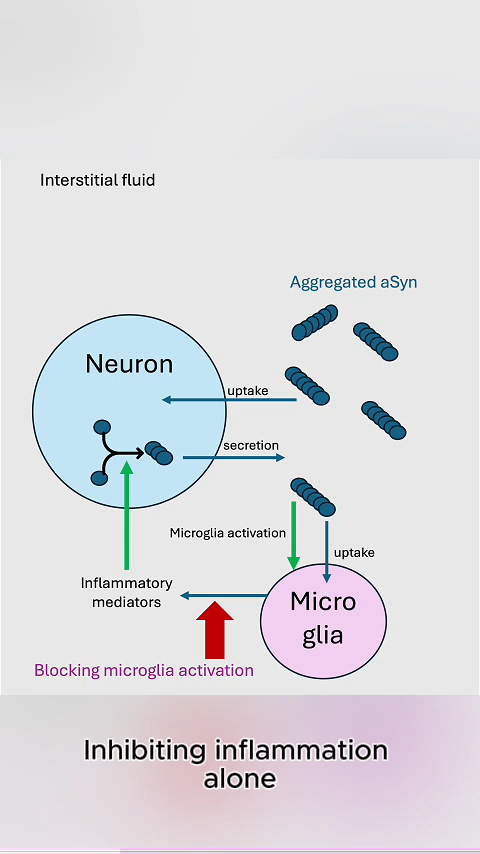 Interstitial fluid
Aggregated aSyn
Neuron
uptake
secretion
Microglia activation
uptake
Inflammatory
mediators
Micro
glia
Blocking microglia activation
Inhibiting inflammation
alone